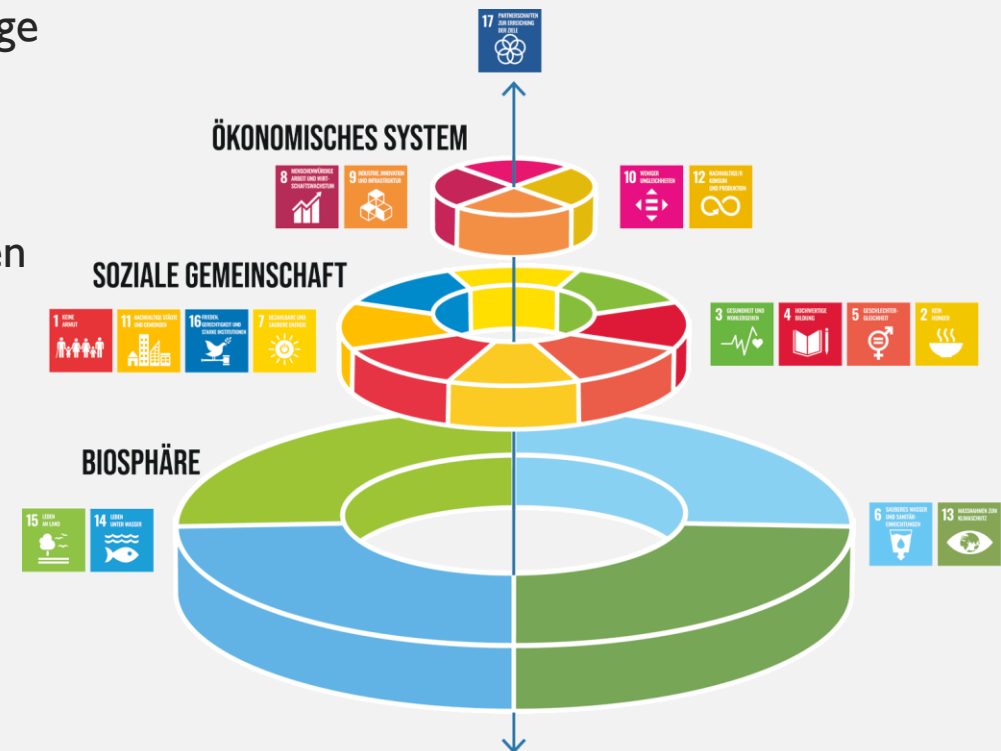 ge
en
17 PARTNERSCHAFTEN
ZUR ERREICHUNG
DER ZIELE
ÖKONOMISCHES SYSTEM
8 MENSCHENWÜRDIGE
ARBEIT UND WIRT-
SCHAFTSWACHSTUM
9 INDUSTRIE, INNOVATION
UND INFRASTRUKTUR
10 WENIGER
UNGLEICHHEITEN
12 NACHHALTIGE/R
KONSUM
UND PRODUKTION
SOZIALE GEMEINSCHAFT
1 KEINE
ARMUT
11 NACHHALTIGE STÄDTE
UND GEMEINDEN
16 FRIEDEN,
GERECHTIGKEIT UND
STARKE INSTITUTIONEN
7 BEZAHLBARE UND
SAUBERE ENERGIE
3 GESUNDHEIT UND
WOHLERGEHEN
4 HOCHWERTIGE
BILDUNG
5 GESCHLECHTER-
GLEICHHEIT
2 KEIN
HUNGER
BIOSPHÄRE
15 LEBEN
AN LAND
14 LEBEN
UNTER WASSER
6 SAUBERES WASSER
UND SANITÄR-
EINRICHTUNGEN
13 MASSNAHMEN ZUM
KLIMASCHUTZ